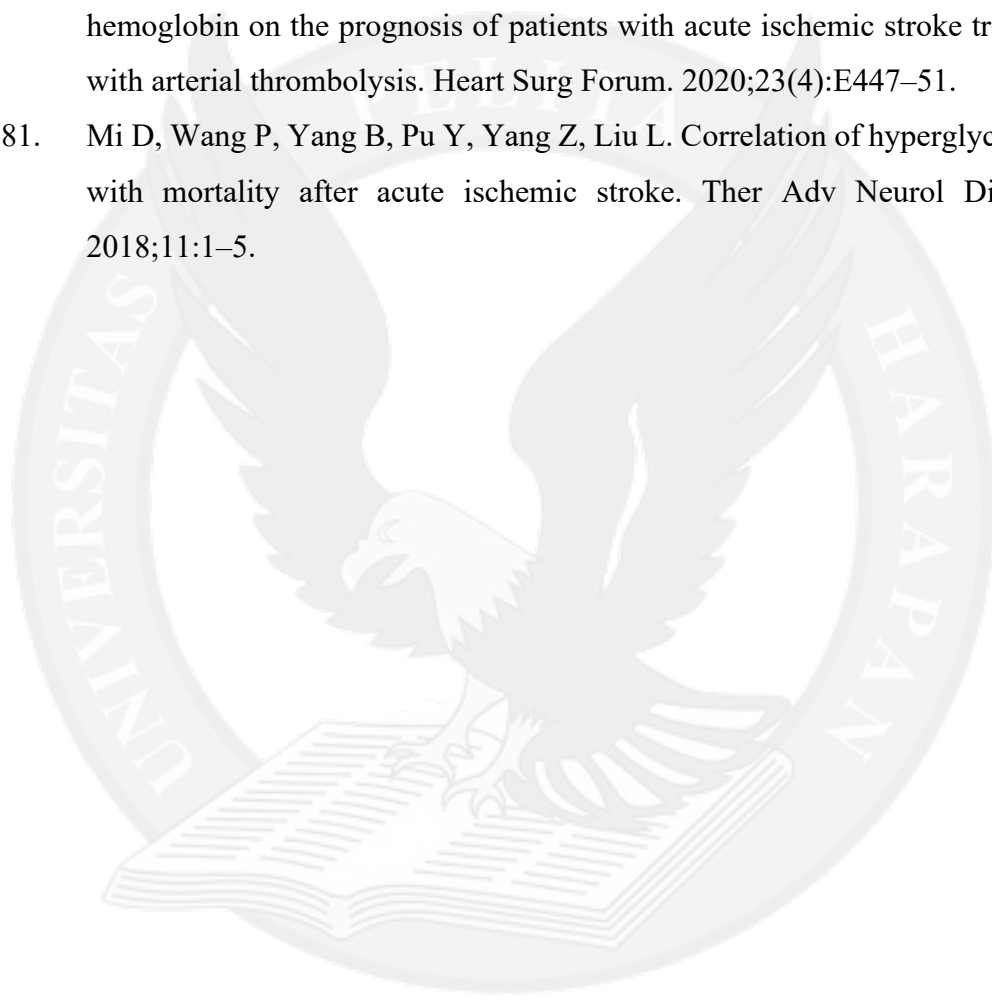 hemoglobin on the prognosis of patients with acute ischemic stroke tr
with arterial thrombolysis. Heart Surg Forum. 2020;23(4):E447–51.
81. Mi D, Wang P, Yang B, Pu Y, Yang Z, Liu L. Correlation of hyperglyc
with mortality after acute ischemic stroke. Ther Adv Neurol Di
2018;11:1–5.
UNIVERSITAS PELITA HARAPAN